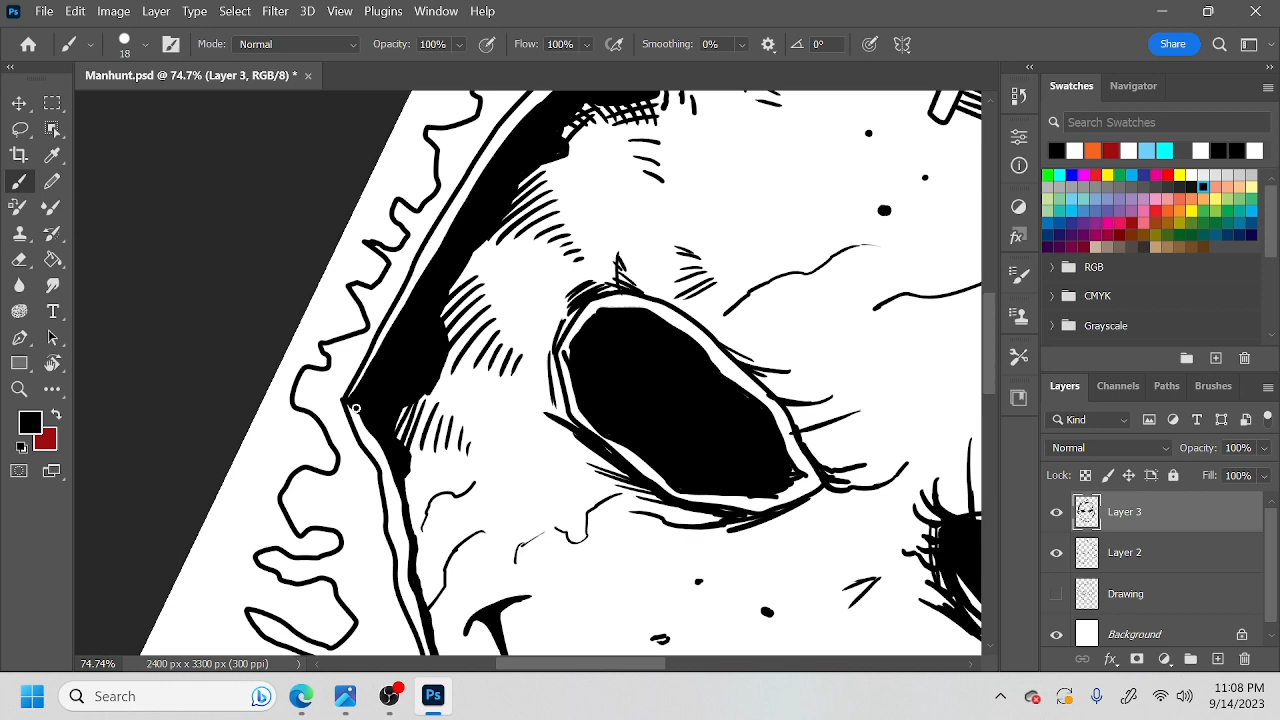 Ps File Edit Image Layer Type Select Filter 3D View Plugins Window Help
18 Mode: Normal Opacity: 100% Flow: 100% Smoothing: 0% 0° Share
Manhunt.psd @ 74.7% (Layer 3, RGB/8) *
Swatches Navigator
Search Swatches
RGB
CMYK
Grayscale
Layers Channels Paths Brushes
Kind
Normal Opacity: 100%
Lock: Fill: 100%
Layer 3
Layer 2
Drawing
Background
74.74% 2400 px x 3300 px (300 ppi)
Search Ps
11:08 PM